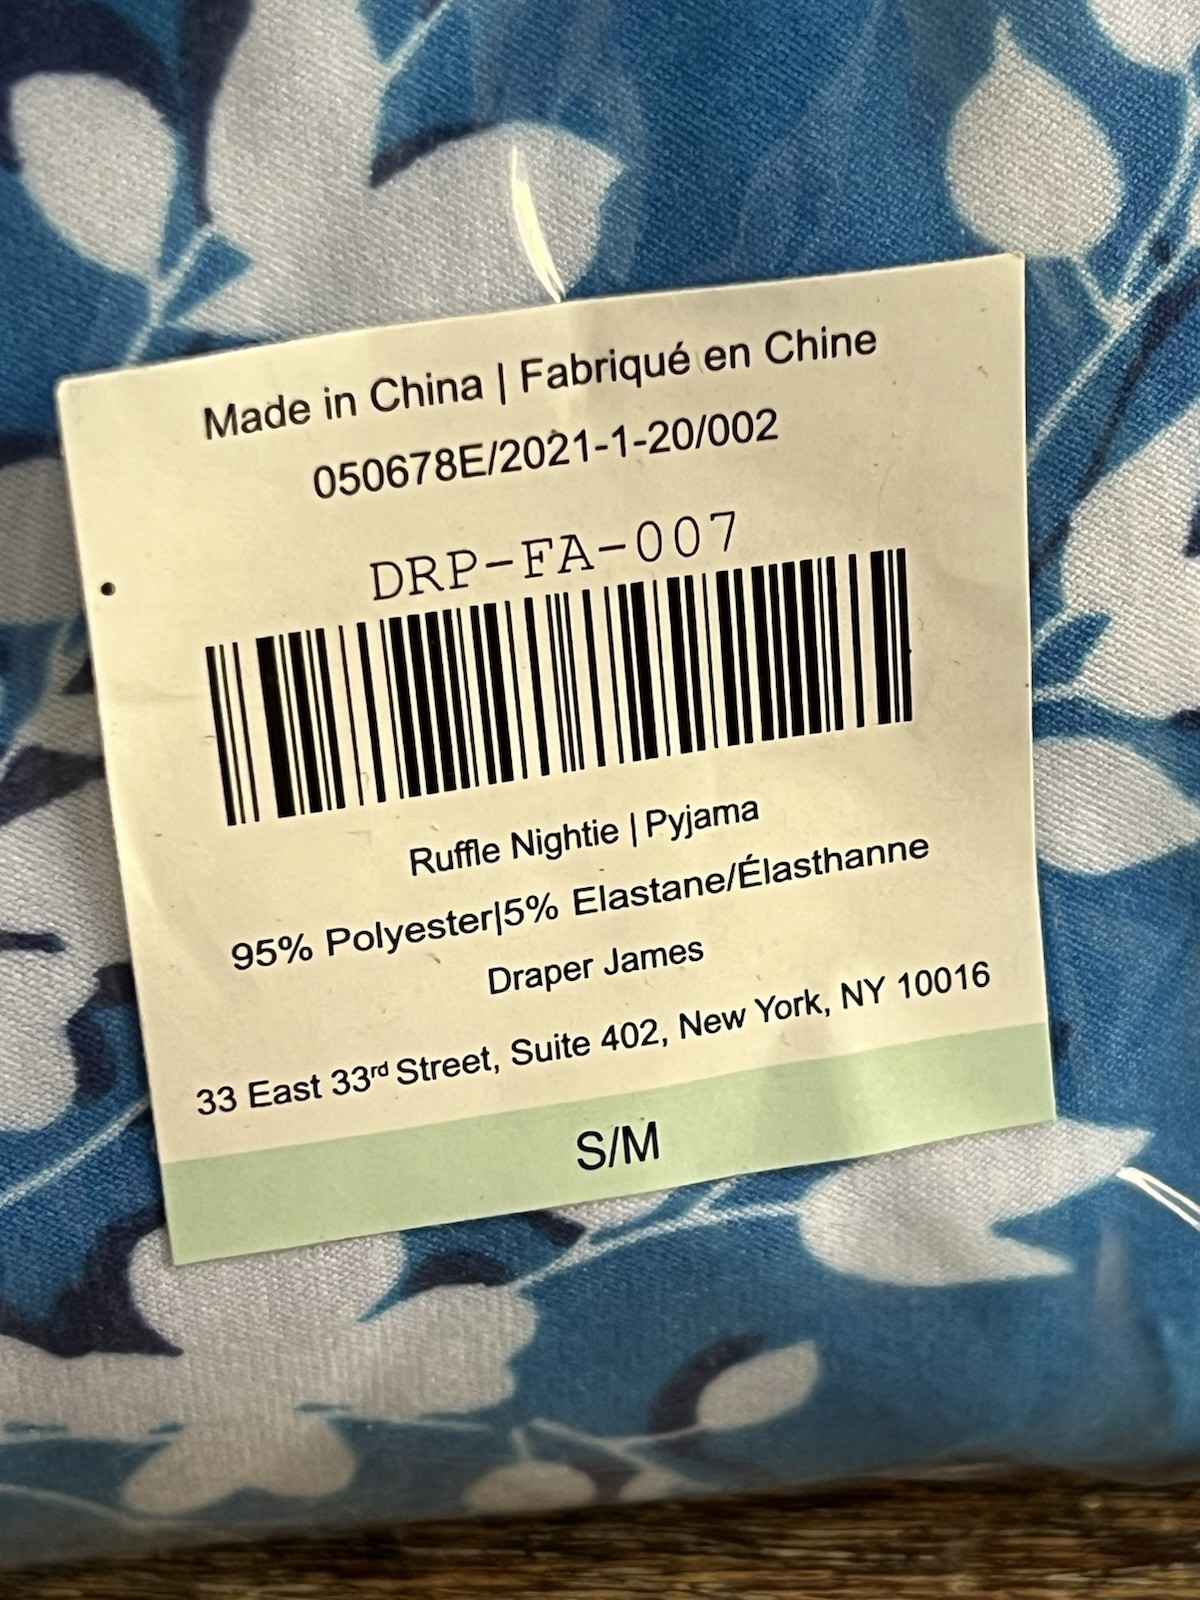 Made in China | Fabriqué en Chine
050678E/2021-1-20/002
DRP-FA-007
Ruffle Nightie | Pyjama
95% Polyester|5% Elastane/Élasthanne
Draper James
33 East 33rd Street, Suite 402, New York, NY 10016
S/M